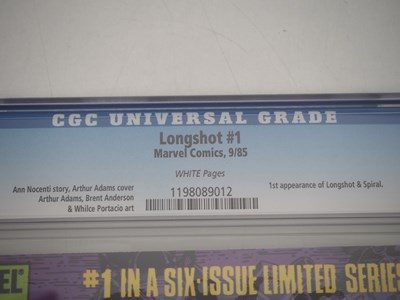 CGC UNIVERSAL GRADE
Longshot #1
Marvel Comics, 9/85
WHITE Pages
Ann Nocenti story, Arthur Adams cover
Arthur Adams, Brent Anderson
& Whilce Portacio art
1198089012
1st appearance of Longshot & Spiral.
EL
#1 IN A SIX-ISSUE LIMITED SERIES